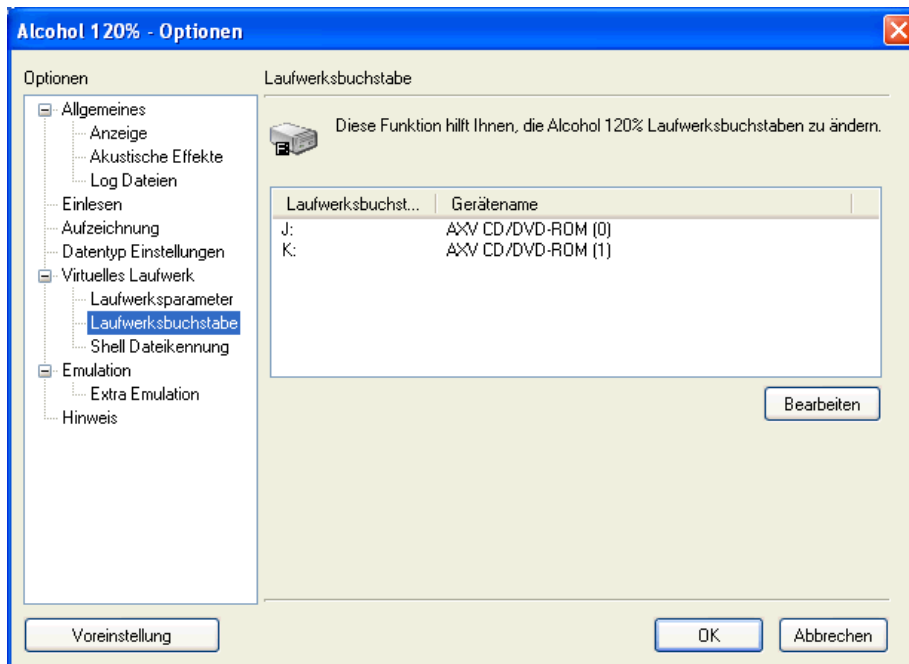 Alcohol 120% - Optionen
Optionen
Allgemeines
Anzeige
Akustische Effekte
Log Dateien
Einlesen
Aufzeichnung
Datentyp Einstellungen
Virtuelles Laufwerk
Laufwerksparameter
Laufwerksbuchstabe
Shell Dateikennung
Emulation
Extra Emulation
Hinweis
Laufwerksbuchstabe
Diese Funktion hilft Ihnen, die Alcohol 120% Laufwerksbuchstaben zu ändern.
Laufwerksbuchst... Gerätename
J: AXV CD/DVD-ROM (0)
K: AXV CD/DVD-ROM (1)
Bearbeiten
Voreinstellung OK Abbrechen